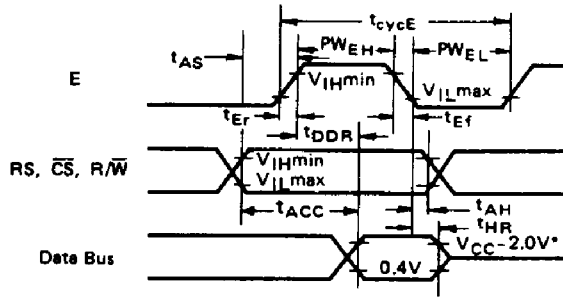 tcycE
PWEH
PWEL
tAS
E
VIHmin
VILmax
tEr
tEf
tDDR
RS, C̅S̅, R/W̅
VIHmin
VILmax
tACC
tAH
tHR
VCC-2.0V*
Data Bus
0.4V